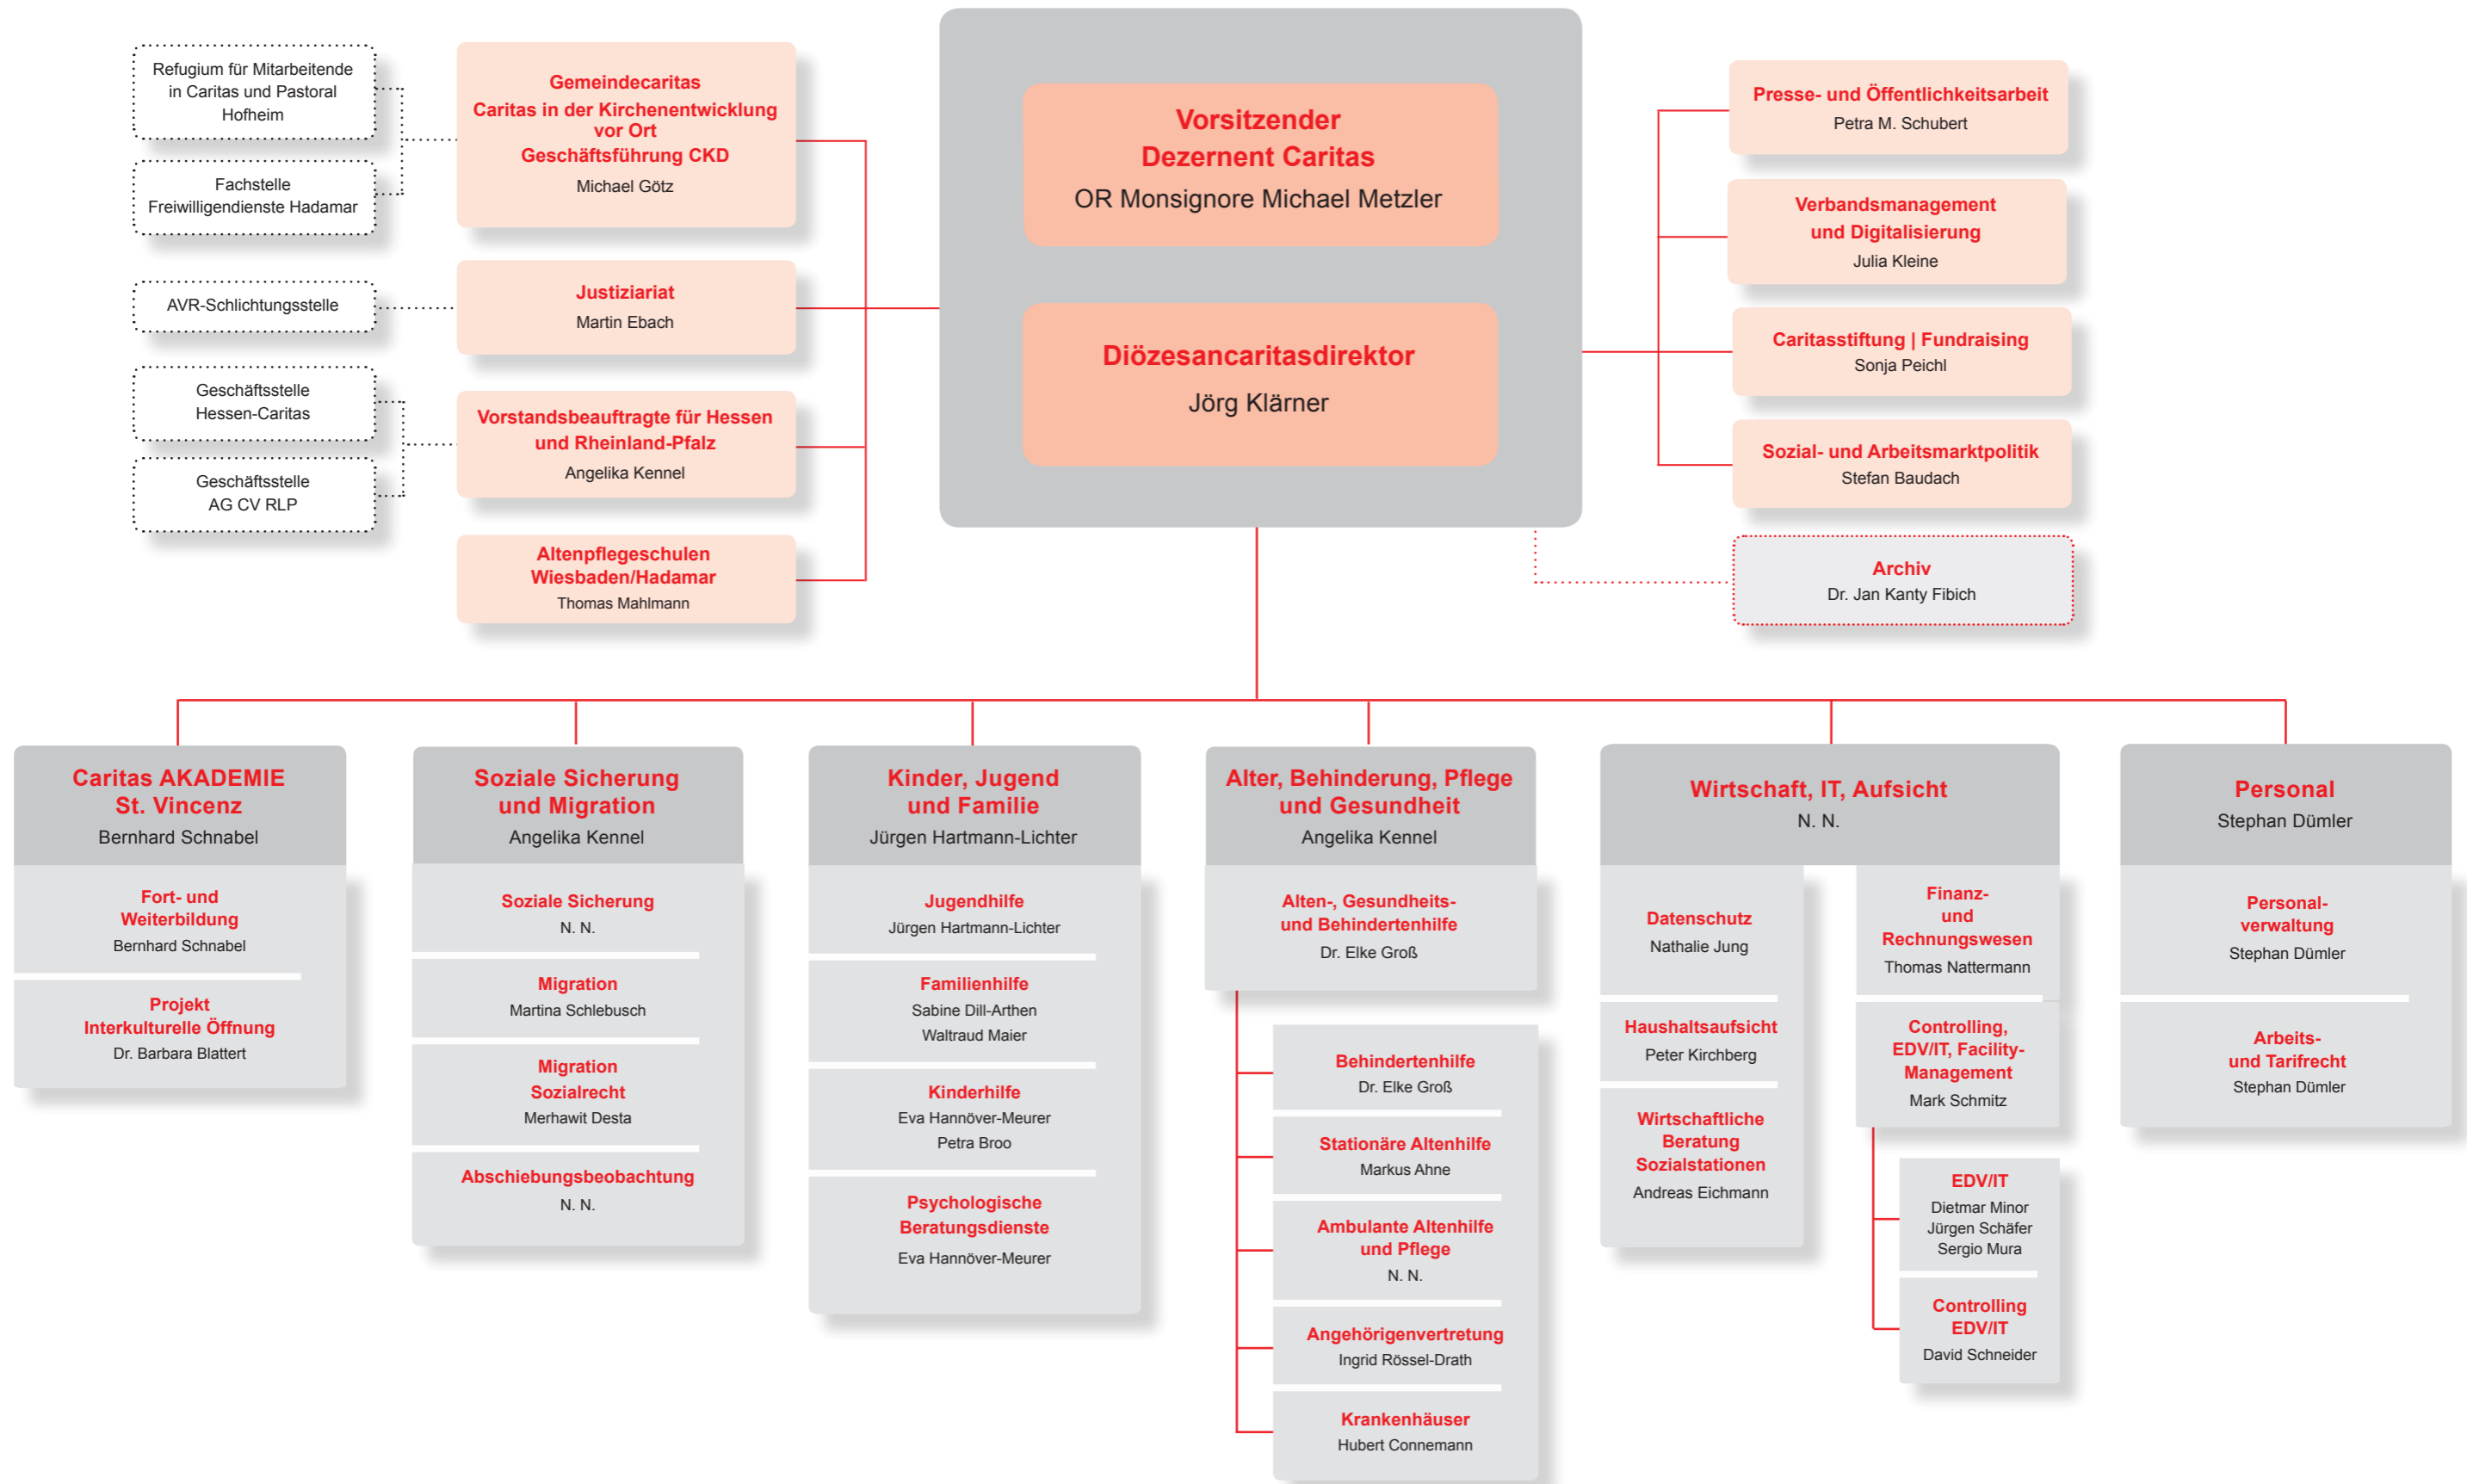 Refugium für Mitarbeitende
in Caritas und Pastoral
Hofheim
Fachstelle
Freiwilligendienste Hadamar
AVR-Schlichtungsstelle
Geschäftsstelle
Hessen-Caritas
Geschäftsstelle
AG CV RLP
Gemeindecaritas
Caritas in der Kirchenentwicklung
vor Ort
Geschäftsführung CKD
Michael Götz
Justiziariat
Martin Ebach
Vorstandsbeauftragte für Hessen
und Rheinland-Pfalz
Angelika Kennel
Altenpflegeschulen
Wiesbaden/Hadamar
Thomas Mahlmann
Vorsitzender
Dezernent Caritas
OR Monsignore Michael Metzler
Diözesancaritasdirektor
Jörg Klärner
Presse- und Öffentlichkeitsarbeit
Petra M. Schubert
Verbandsmanagement
und Digitalisierung
Julia Kleine
Caritasstiftung | Fundraising
Sonja Peichl
Sozial- und Arbeitsmarktpolitik
Stefan Baudach
Archiv
Dr. Jan Kanty Fibich
Caritas AKADEMIE
St. Vincenz
Bernhard Schnabel
Fort- und
Weiterbildung
Bernhard Schnabel
Projekt
Interkulturelle Öffnung
Dr. Barbara Blattert
Soziale Sicherung
und Migration
Angelika Kennel
Soziale Sicherung
N. N.
Migration
Martina Schlebusch
Migration
Sozialrecht
Merhawit Desta
Abschiebungsbeobachtung
N. N.
Kinder, Jugend
und Familie
Jürgen Hartmann-Lichter
Jugendhilfe
Jürgen Hartmann-Lichter
Familienhilfe
Sabine Dill-Arthen
Waltraud Maier
Kinderhilfe
Eva Hannöver-Meurer
Petra Broo
Psychologische
Beratungsdienste
Eva Hannöver-Meurer
Alter, Behinderung, Pflege
und Gesundheit
Angelika Kennel
Alten-, Gesundheits-
und Behindertenhilfe
Dr. Elke Groß
Behindertenhilfe
Dr. Elke Groß
Stationäre Altenhilfe
Markus Ahne
Ambulante Altenhilfe
und Pflege
N. N.
Angehörigenvertretung
Ingrid Rössel-Drath
Krankenhäuser
Hubert Connemann
Wirtschaft, IT, Aufsicht
N. N.
Datenschutz
Nathalie Jung
Haushaltsaufsicht
Peter Kirchberg
Wirtschaftliche
Beratung
Sozialstationen
Andreas Eichmann
Finanz-
und
Rechnungswesen
Thomas Nattermann
Controlling,
EDV/IT, Facility-
Management
Mark Schmitz
EDV/IT
Dietmar Minor
Jürgen Schäfer
Sergio Mura
Controlling
EDV/IT
David Schneider
Personal
Stephan Dümler
Personal-
verwaltung
Stephan Dümler
Arbeits-
und Tarifrecht
Stephan Dümler